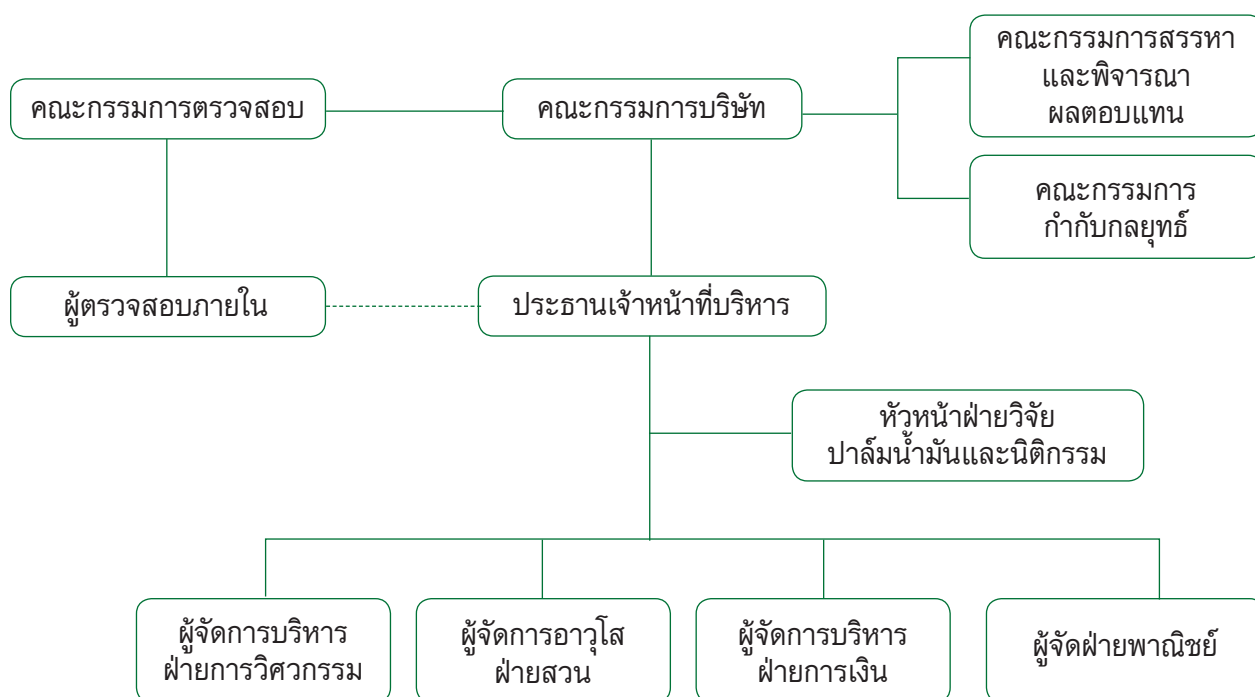 คณะกรรมการตรวจสอบ
คณะกรรมการบริษัท
คณะกรรมการสรรหา
และพิจารณา
ผลตอบแทน
คณะกรรมการ
กำกับกลยุทธ์
ผู้ตรวจสอบภายใน
ประธานเจ้าหน้าที่บริหาร
หัวหน้าฝ่ายวิจัย
ปาล์มน้ำมันและนิติกรรม
ผู้จัดการบริหาร
ฝ่ายการวิศวกรรม
ผู้จัดการอาวุโส
ฝ่ายสวน
ผู้จัดการบริหาร
ฝ่ายการเงิน
ผู้จัดฝ่ายพาณิชย์